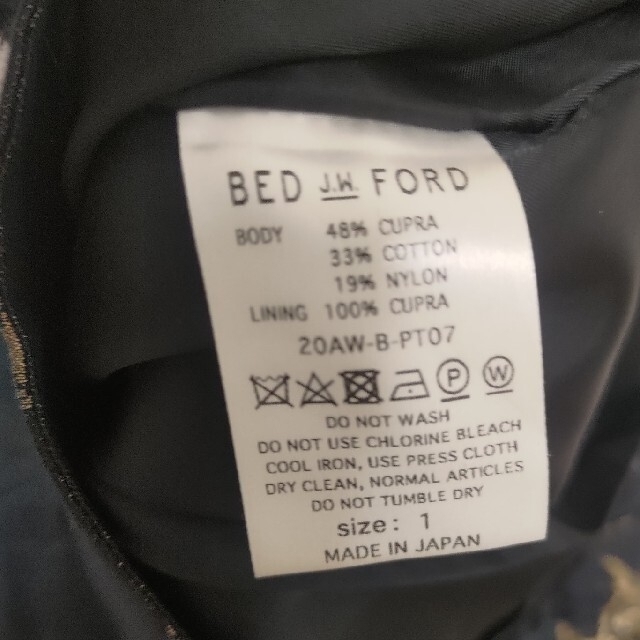 BED J.W. FORD
BODY 48% CUPRA
33% COTTON
19% NYLON
LINING 100% CUPRA
20AW-B-PT07
P W
DO NOT WASH
DO NOT USE CHLORINE BLEACH
COOL IRON, USE PRESS CLOTH
DRY CLEAN, NORMAL ARTICLES
DO NOT TUMBLE DRY
size: 1
MADE IN JAPAN